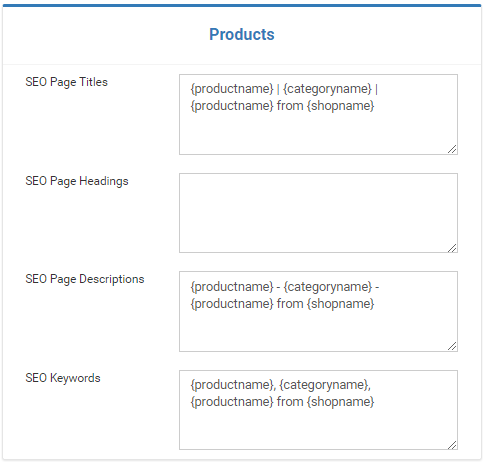 Products
SEO Page Titles
{productname} | {categoryname} |
{productname} from {shopname}
SEO Page Headings
SEO Page Descriptions
{productname} - {categoryname} -
{productname} from {shopname}
SEO Keywords
{productname}, {categoryname},
{productname} from {shopname}